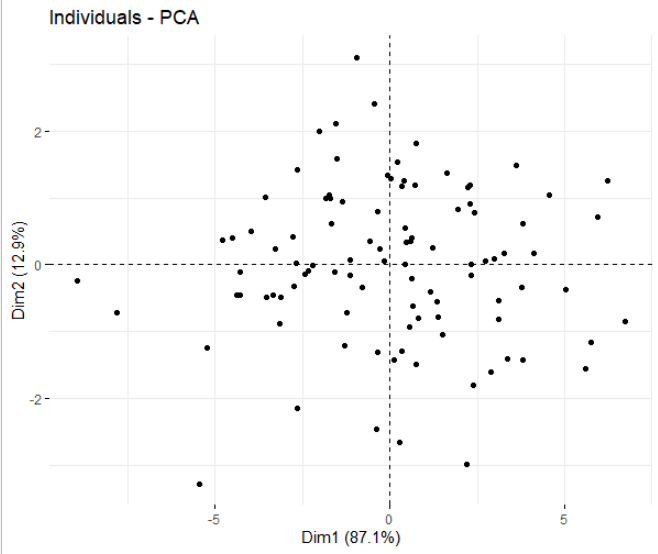 Individuals - PCA
2
0
-2
Dim2 (12.9%)
-5
0
5
Dim1 (87.1%)